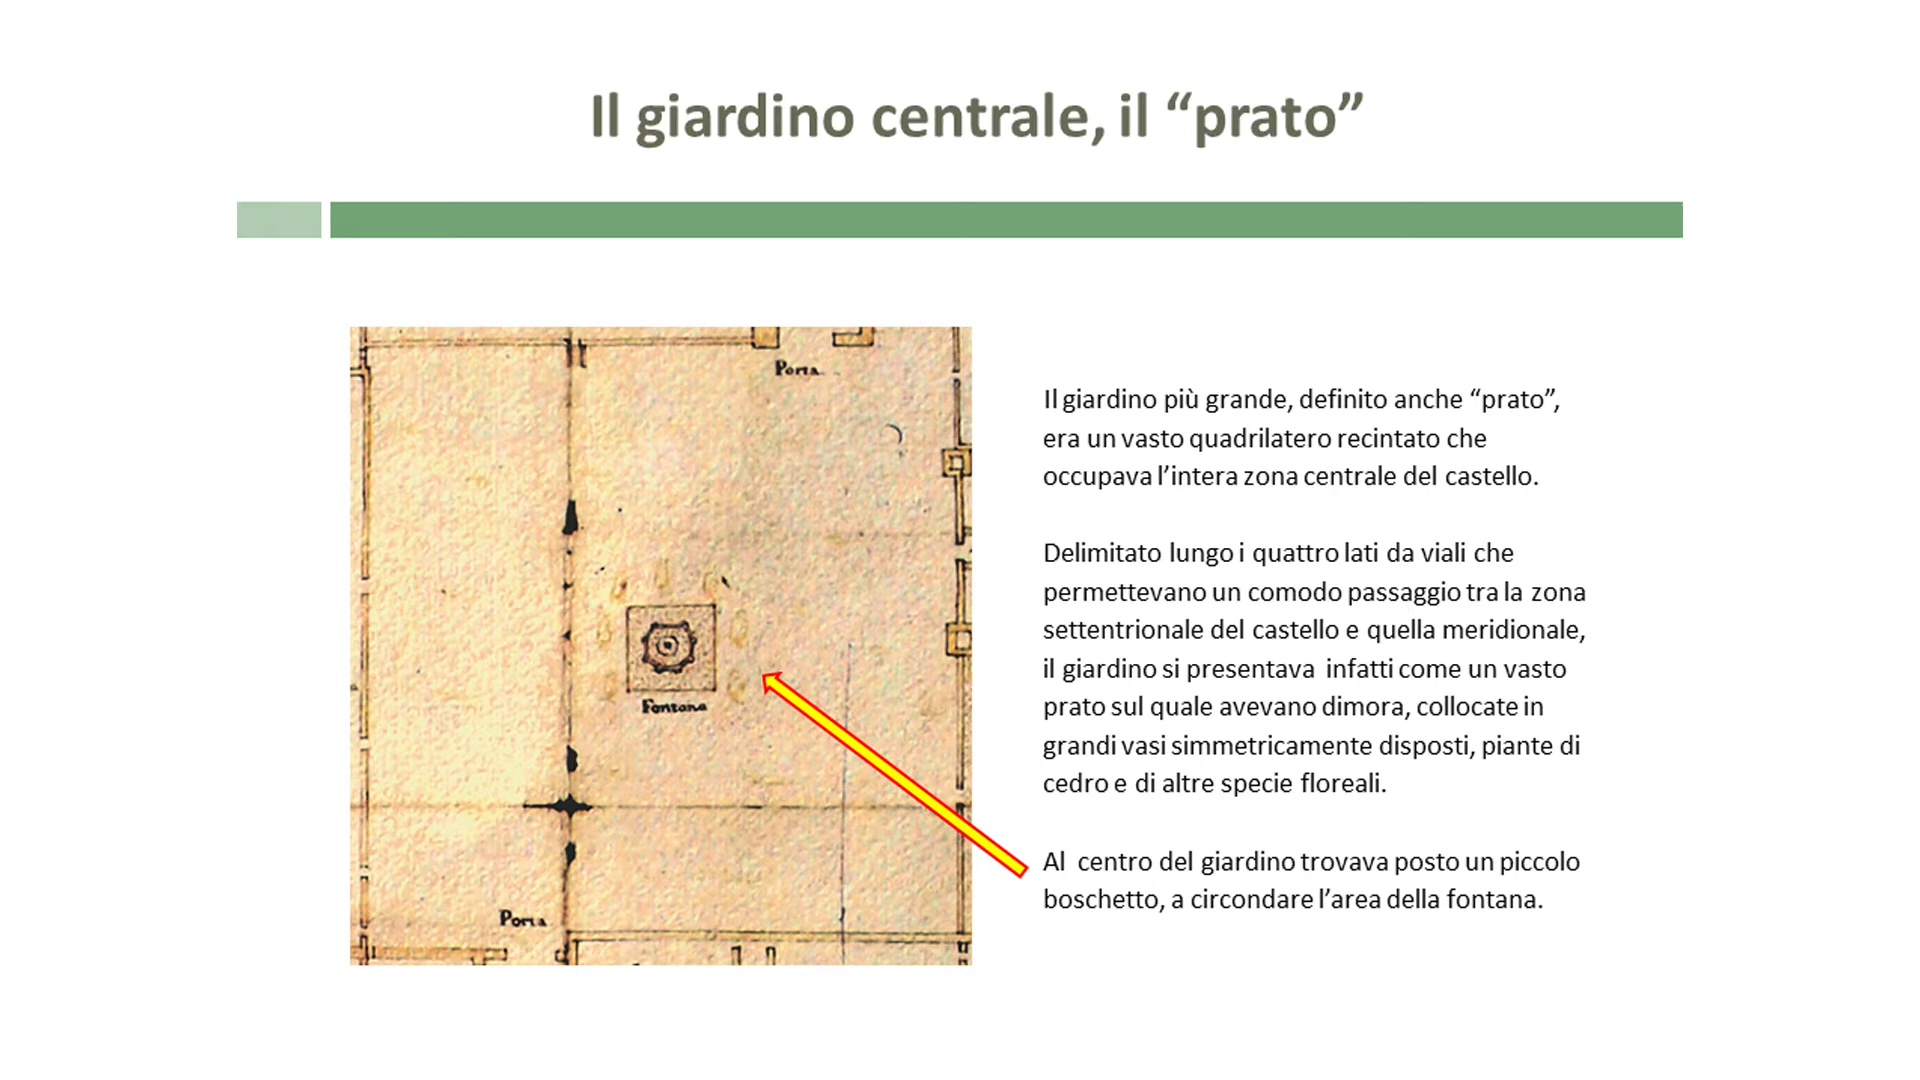 Il giardino centrale, il “prato”
Porta
Fontana
Porta
Il giardino più grande, definito anche “prato”,
era un vasto quadrilatero recintato che
occupava l’intera zona centrale del castello.
Delimitato lungo i quattro lati da viali che
permettevano un comodo passaggio tra la zona
settentrionale del castello e quella meridionale,
il giardino si presentava infatti come un vasto
prato sul quale avevano dimora, collocate in
grandi vasi simmetricamente disposti, piante di
cedro e di altre specie floreali.
Al centro del giardino trovava posto un piccolo
boschetto, a circondare l’area della fontana.